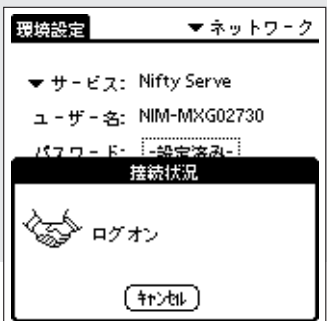 環境設定 ▼ ネットワーク
▼ サービス: Nifty Serve
ユーザー名: NIM-MXG02730
パスワード: -設定済み-
接続状況
ログオン
キャンセル